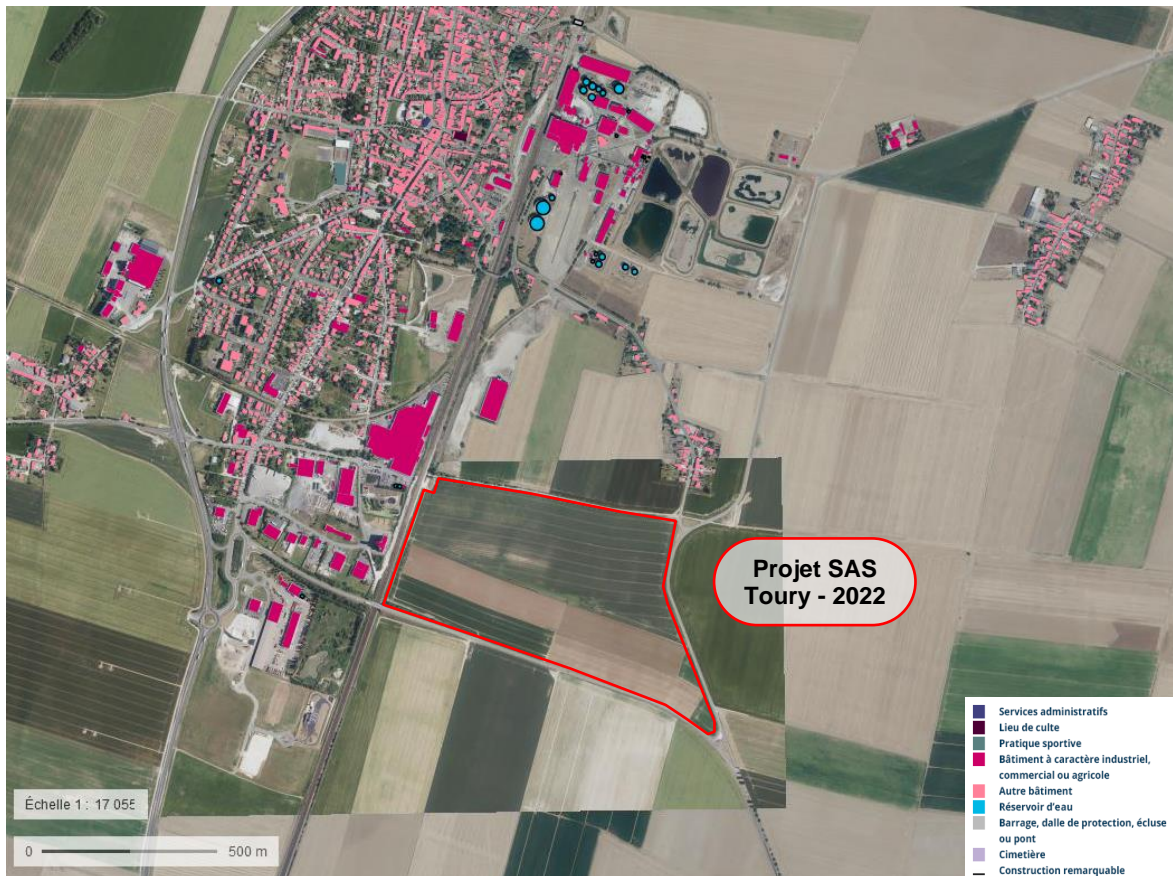 Projet SAS
Toury - 2022
Services administratifs
Lieu de culte
Pratique sportive
Bâtiment à caractère industriel,
commercial ou agricole
Autre bâtiment
Réservoir d'eau
Barrage, dalle de protection, écluse
ou pont
Cimetière
Construction remarquable
Échelle 1 : 17 055
0 500 m